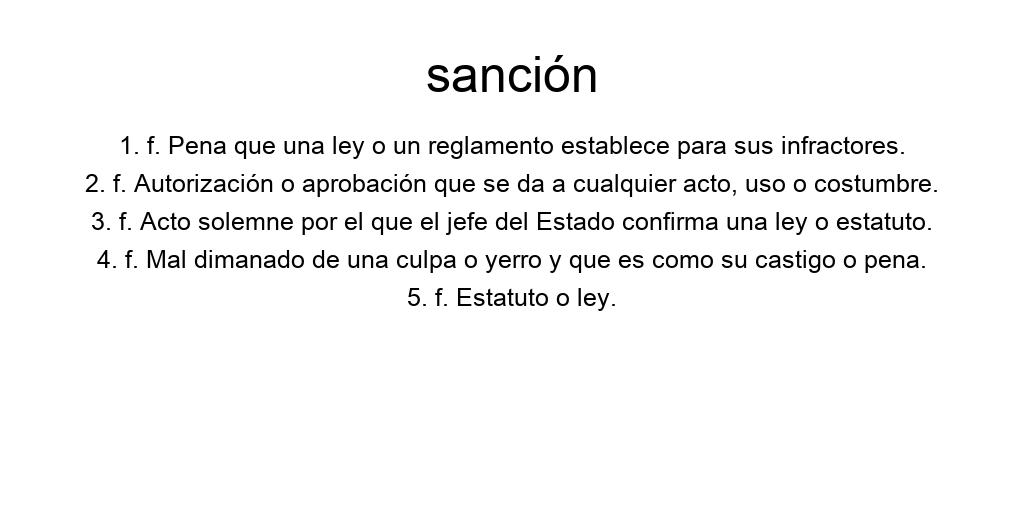 sanción
1. f. Pena que una ley o un reglamento establece para sus infractores.
2. f. Autorización o aprobación que se da a cualquier acto, uso o costumbre.
3. f. Acto solemne por el que el jefe del Estado confirma una ley o estatuto.
4. f. Mal dimanado de una culpa o yerro y que es como su castigo o pena.
5. f. Estatuto o ley.